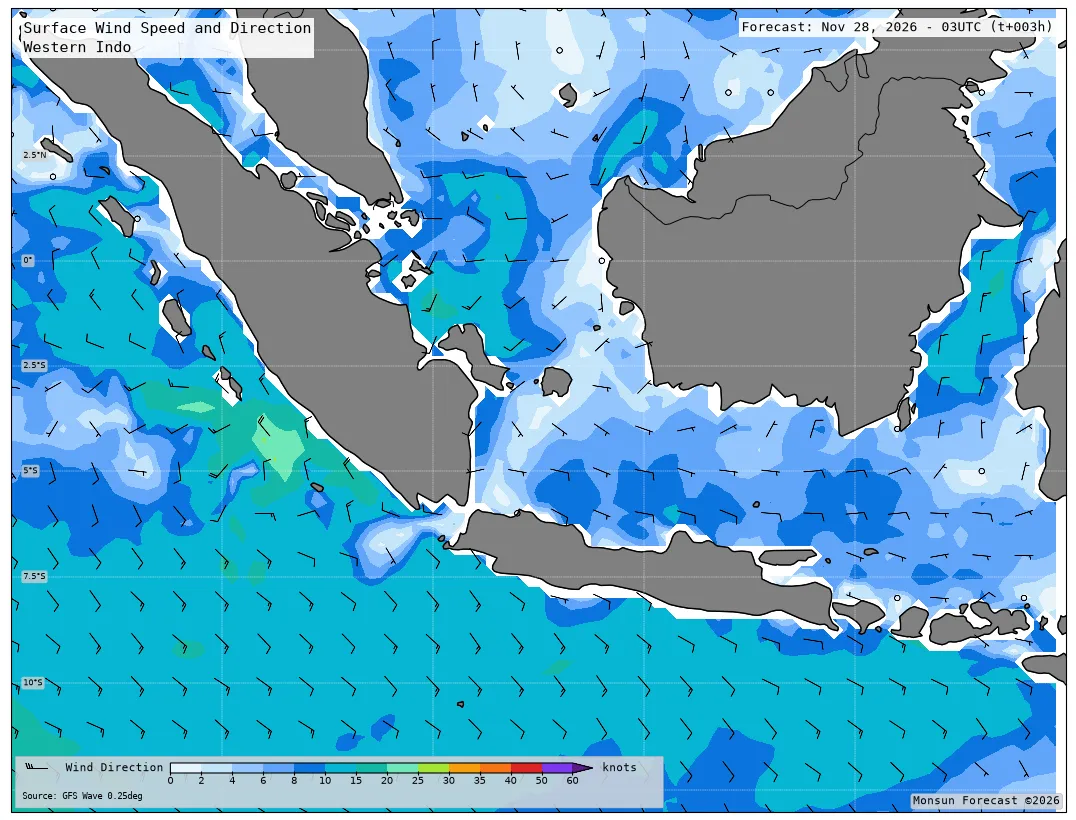 Surface Wind Speed and Direction
Western Indo
Forecast: Nov 28, 2026 - 03UTC (t+003h)
2.5°N
0°
2.5°S
5°S
7.5°S
10°S
Wind Direction
0 2 4 6 8 10 15 20 25 30 35 40 50 60
knots
Source: GFS Wave 0.25deg
Monsun Forecast ©2026